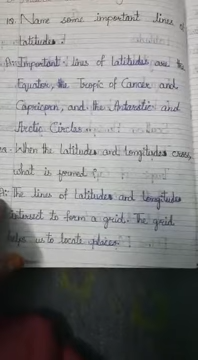 19. Name some important lines of
latitudes?
Ans: Important lines of latitudes are the
Equator, the Tropic of Cancer and
Capricorn, and the Antarctic and
Arctic Circles.
When the latitudes and longitudes cross,
what is formed?
The lines of latitudes and longitudes
intersect to form a grid. The grid
helps us to locate places.